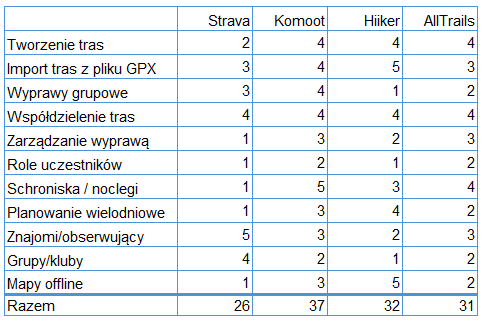 Strava Komoot Hiiker AllTrails
Tworzenie tras 2 4 4 4
Import tras z pliku GPX 3 4 5 3
Wyprawy grupowe 3 4 1 2
Współdzielenie tras 4 4 4 4
Zarządzanie wyprawą 1 3 2 3
Role uczestników 1 2 1 2
Schroniska / noclegi 1 5 3 4
Planowanie wielodniowe 1 3 4 2
Znajomi/obserwujący 5 3 2 3
Grupy/kluby 4 2 1 2
Mapy offline 1 3 5 2
Razem 26 37 32 31